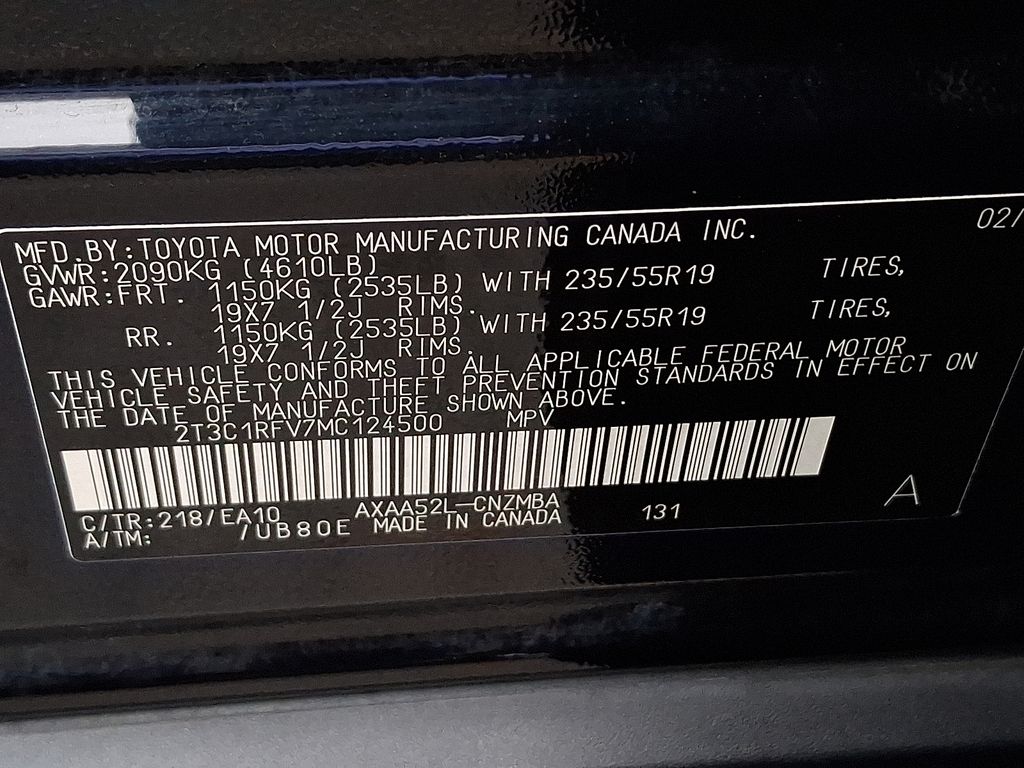 02/
MFD.BY:TOYOTA MOTOR MANUFACTURING CANADA INC.
GVWR:2090KG (4610LB)
GAWR:FRT. 1150KG (2535LB) WITH 235/55R19 TIRES,
19X7 1/2J RIMS.
RR. 1150KG (2535LB) WITH 235/55R19 TIRES,
19X7 1/2J RIMS.
THIS VEHICLE CONFORMS TO ALL APPLICABLE FEDERAL MOTOR
VEHICLE SAFETY AND THEFT PREVENTION STANDARDS IN EFFECT ON
THE DATE OF MANUFACTURE SHOWN ABOVE.
2T3C1RFV7MC124500 MPV
C/TR:218/EA10 AXAA52L-CNZMBA 131 A
A/TM: /UB80E MADE IN CANADA